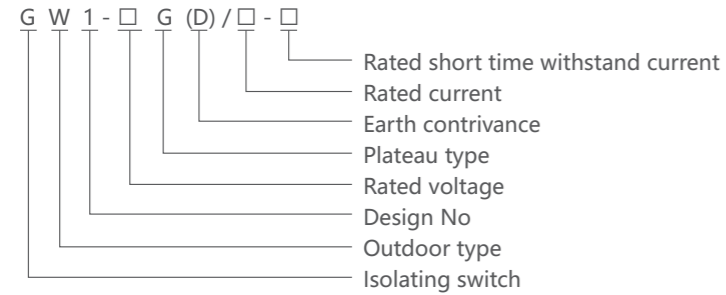 G W 1 - □ G (D) / □ - □
Rated short time withstand current
Rated current
Earth contrivance
Plateau type
Rated voltage
Design No
Outdoor type
Isolating switch